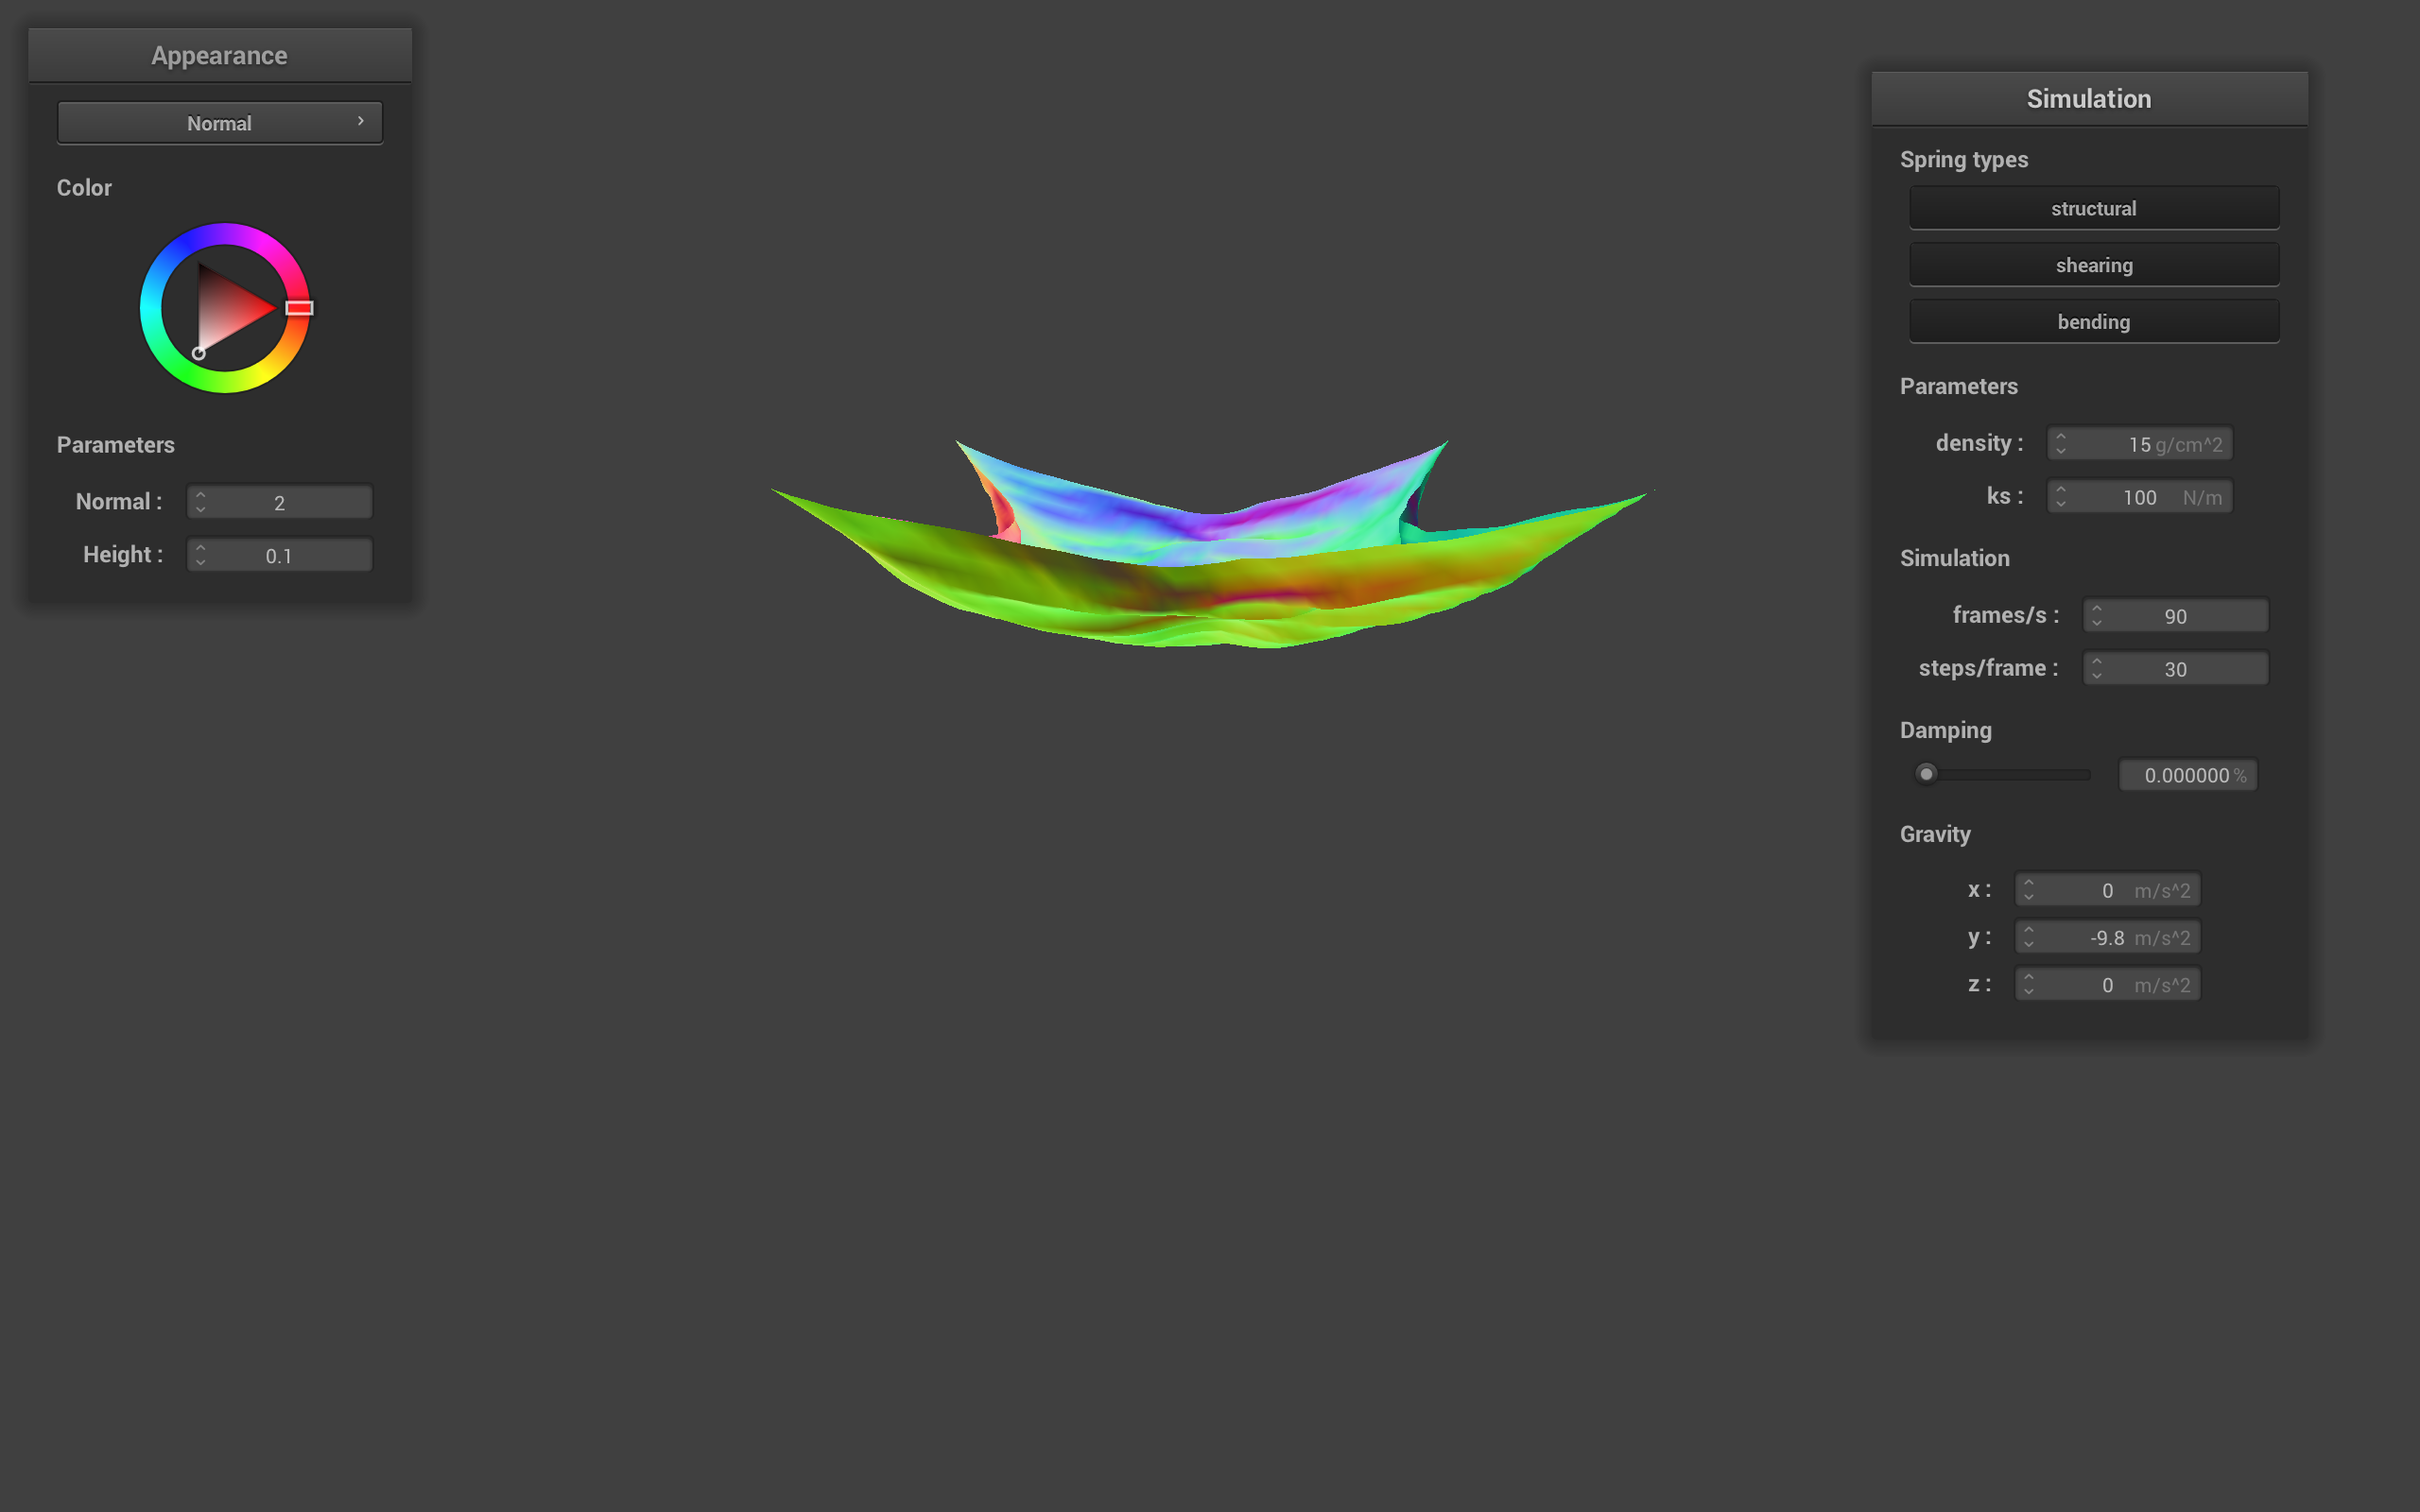 Appearance
Normal
Color
Parameters
Normal : 2
Height : 0.1
Simulation
Spring types
structural
shearing
bending
Parameters
density : 15 g/cm^2
ks : 100 N/m
Simulation
frames/s : 90
steps/frame : 30
Damping
0.000000 %
Gravity
x : 0 m/s^2
y : -9.8 m/s^2
z : 0 m/s^2